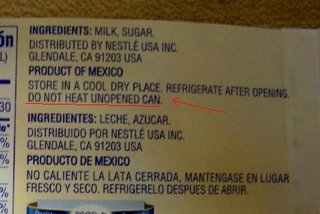 ón
INGREDIENTS: MILK, SUGAR.
DISTRIBUTED BY NESTLÉ USA INC.
GLENDALE, CA 91203 USA
PRODUCT OF MEXICO
STORE IN A COOL DRY PLACE. REFRIGERATE AFTER OPENING.
DO NOT HEAT UNOPENED CAN.
30
INGREDIENTES: LECHE, AZUCAR.
DISTRIBUIDO POR NESTLÉ USA INC.
GLENDALE, CA 91203 USA
PRODUCTO DE MEXICO
NO CALIENTE LA LATA CERRADA, MANTENGASE EN LUGAR
FRESCO Y SECO. REFRIGERELO DESPUES DE ABRIR.